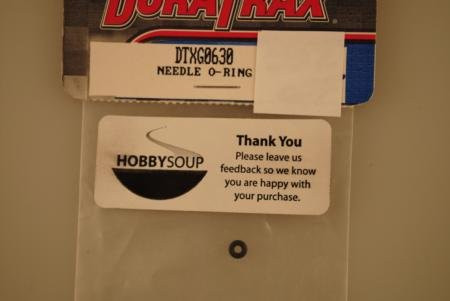 DURATRAX
DTXG0630
NEEDLE O-RING
HOBBYSOUP
Thank You
Please leave us
feedback so we know
you are happy with
your purchase.